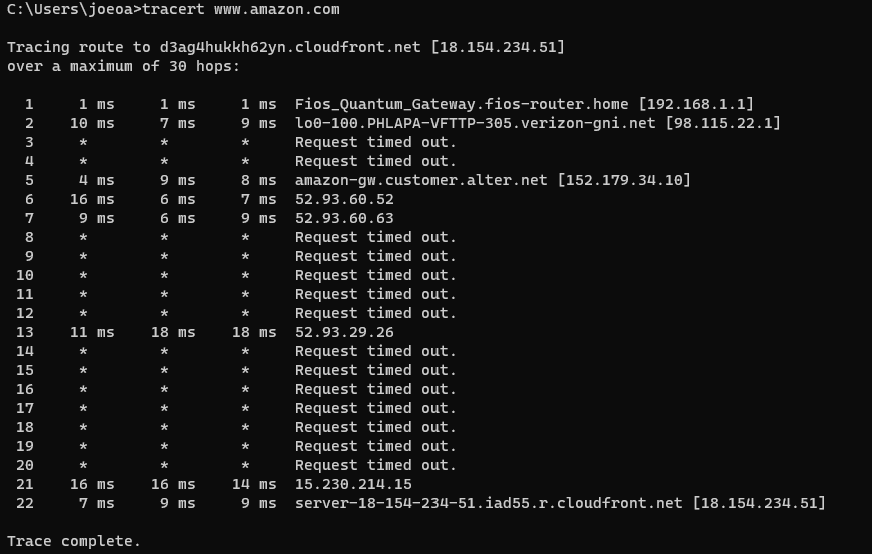 C:\Users\joeoa>tracert www.amazon.com
Tracing route to d3ag4hukkh62yn.cloudfront.net [18.154.234.51]
over a maximum of 30 hops:
1 1 ms 1 ms 1 ms Fios_Quantum_Gateway.fios-router.home [192.168.1.1]
2 10 ms 7 ms 9 ms lo0-100.PHLAPA-VFTTP-305.verizon-gni.net [98.115.22.1]
3 * * * Request timed out.
4 * * * Request timed out.
5 4 ms 9 ms 8 ms amazon-gw.customer.alter.net [152.179.34.10]
6 16 ms 6 ms 7 ms 52.93.60.52
7 9 ms 6 ms 9 ms 52.93.60.63
8 * * * Request timed out.
9 * * * Request timed out.
10 * * * Request timed out.
11 * * * Request timed out.
12 * * * Request timed out.
13 11 ms 18 ms 18 ms 52.93.29.26
14 * * * Request timed out.
15 * * * Request timed out.
16 * * * Request timed out.
17 * * * Request timed out.
18 * * * Request timed out.
19 * * * Request timed out.
20 * * * Request timed out.
21 16 ms 16 ms 14 ms 15.230.214.15
22 7 ms 9 ms 9 ms server-18-154-234-51.iad55.r.cloudfront.net [18.154.234.51]
Trace complete.